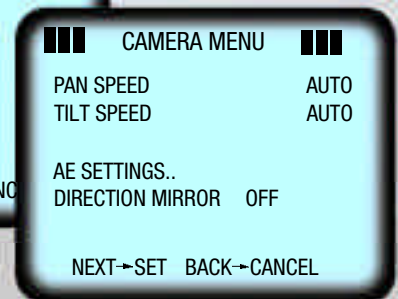 CAMERA MENU
PAN SPEED AUTO
TILT SPEED AUTO
AE SETTINGS..
DIRECTION MIRROR OFF
NEXT→SET BACK→CANCEL